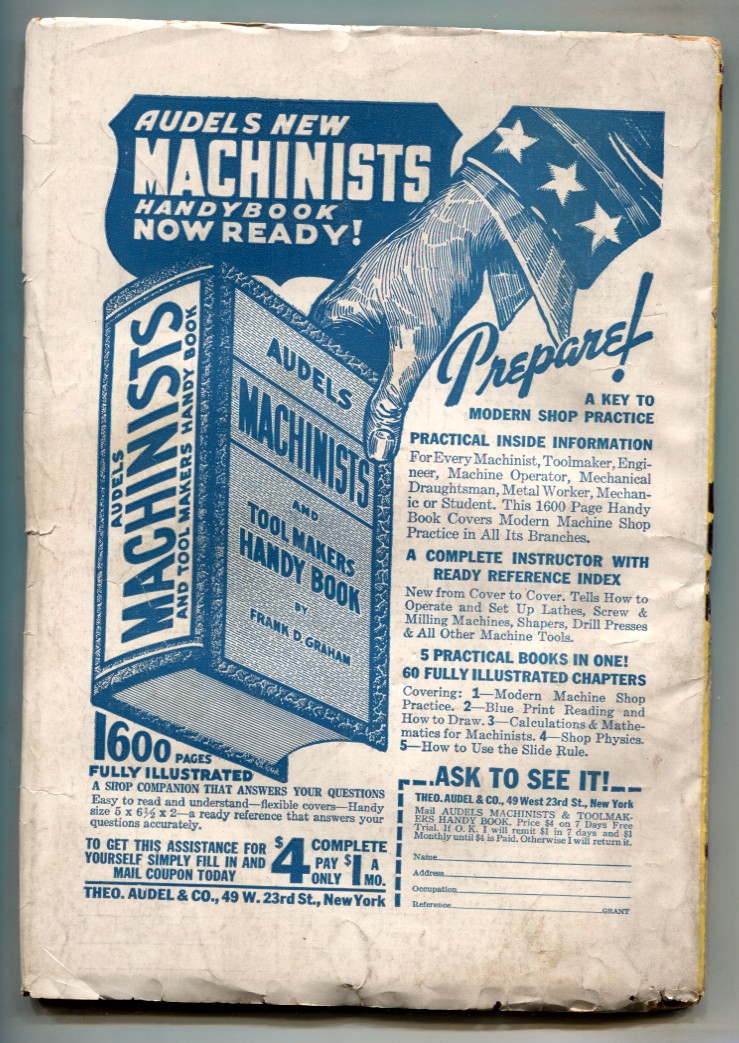 AUDELS NEW
MACHINISTS
HANDYBOOK
NOW READY!
AUDELS
MACHINISTS
AND TOOL MAKERS HANDY BOOK
AUDELS
MACHINISTS
AND
TOOL MAKERS
HANDY BOOK
BY
FRANK D. GRAHAM
Prepare!
A KEY TO
MODERN SHOP PRACTICE
PRACTICAL INSIDE INFORMATION
For Every Machinist, Toolmaker, Engi-
neer, Machine Operator, Mechanical
Draughtsman, Metal Worker, Mechan-
ic or Student. This 1600 Page Handy
Book Covers Modern Machine Shop
Practice in All Its Branches.
A COMPLETE INSTRUCTOR WITH
READY REFERENCE INDEX
New from Cover to Cover. Tells How to
Operate and Set Up Lathes, Screw &
Milling Machines, Shapers, Drill Presses
& All Other Machine Tools.
5 PRACTICAL BOOKS IN ONE!
60 FULLY ILLUSTRATED CHAPTERS
Covering: 1—Modern Machine Shop
Practice. 2—Blue Print Reading and
How to Draw. 3—Calculations & Mathe-
matics for Machinists. 4—Shop Physics.
5—How to Use the Slide Rule.
1600 PAGES
FULLY ILLUSTRATED
A SHOP COMPANION THAT ANSWERS YOUR QUESTIONS
Easy to read and understand—flexible covers—Handy
size 5 x 6½ x 2—a ready reference that answers your
questions accurately.
TO GET THIS ASSISTANCE FOR
YOURSELF SIMPLY FILL IN AND
MAIL COUPON TODAY
$4 COMPLETE
PAY $1 A
ONLY MO.
THEO. AUDEL & CO., 49 W. 23rd St., New York
ASK TO SEE IT!
THEO. AUDEL & CO., 49 West 23rd St., New York
Mail AUDELS MACHINISTS & TOOLMAK-
ERS HANDY BOOK. Price $4 on 7 Days Free
Trial. If O. K. I will remit $1 in 7 days and $1
Monthly until $4 is Paid. Otherwise I will return it.
Name
Address
Occupation
Reference
GRANT